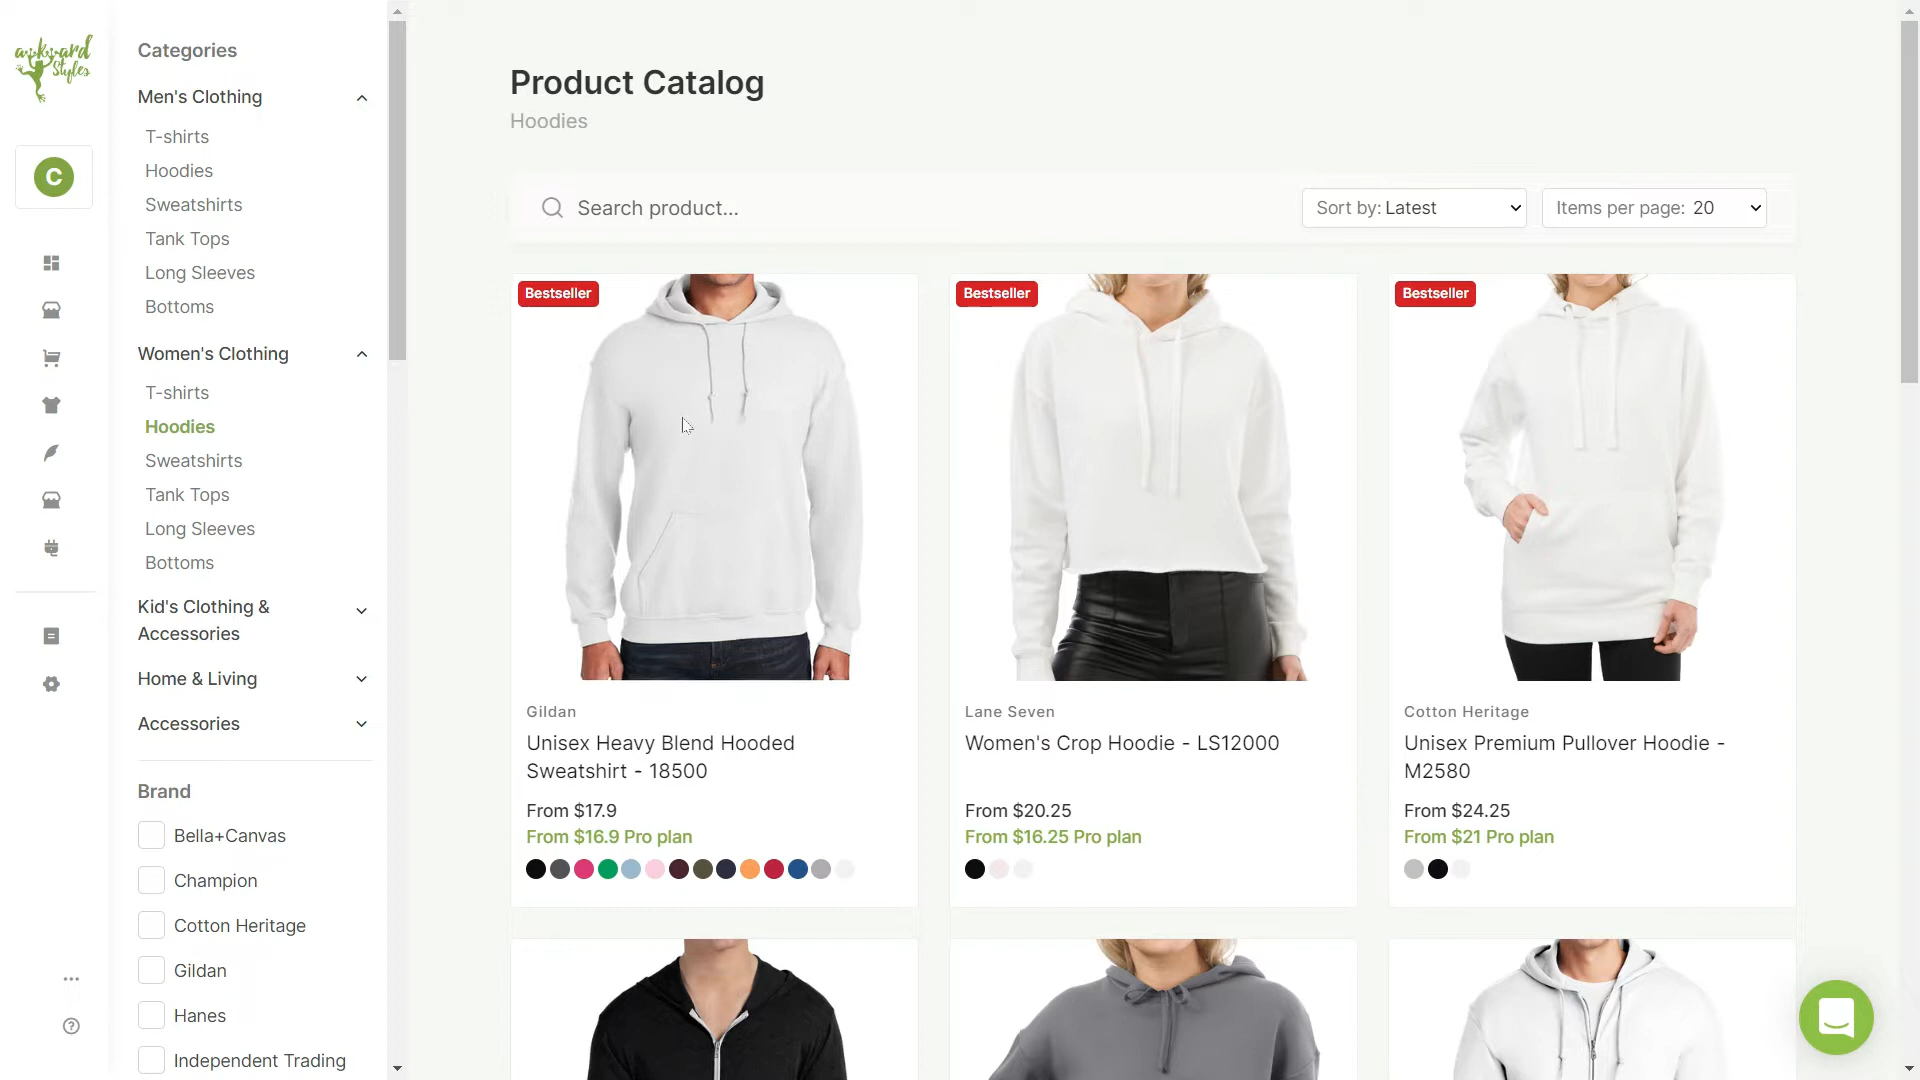 awkward
Styles
C
Categories
Men's Clothing
T-shirts
Hoodies
Sweatshirts
Tank Tops
Long Sleeves
Bottoms
Women's Clothing
T-shirts
Hoodies
Sweatshirts
Tank Tops
Long Sleeves
Bottoms
Kid's Clothing &
Accessories
Home & Living
Accessories
Brand
Bella+Canvas
Champion
Cotton Heritage
Gildan
Hanes
Independent Trading
Product Catalog
Hoodies
Search product...
Sort by: Latest
Items per page: 20
Bestseller
Gildan
Unisex Heavy Blend Hooded
Sweatshirt - 18500
From $17.9
From $16.9 Pro plan
Bestseller
Lane Seven
Women's Crop Hoodie - LS12000
From $20.25
From $16.25 Pro plan
Bestseller
Cotton Heritage
Unisex Premium Pullover Hoodie -
M2580
From $24.25
From $21 Pro plan